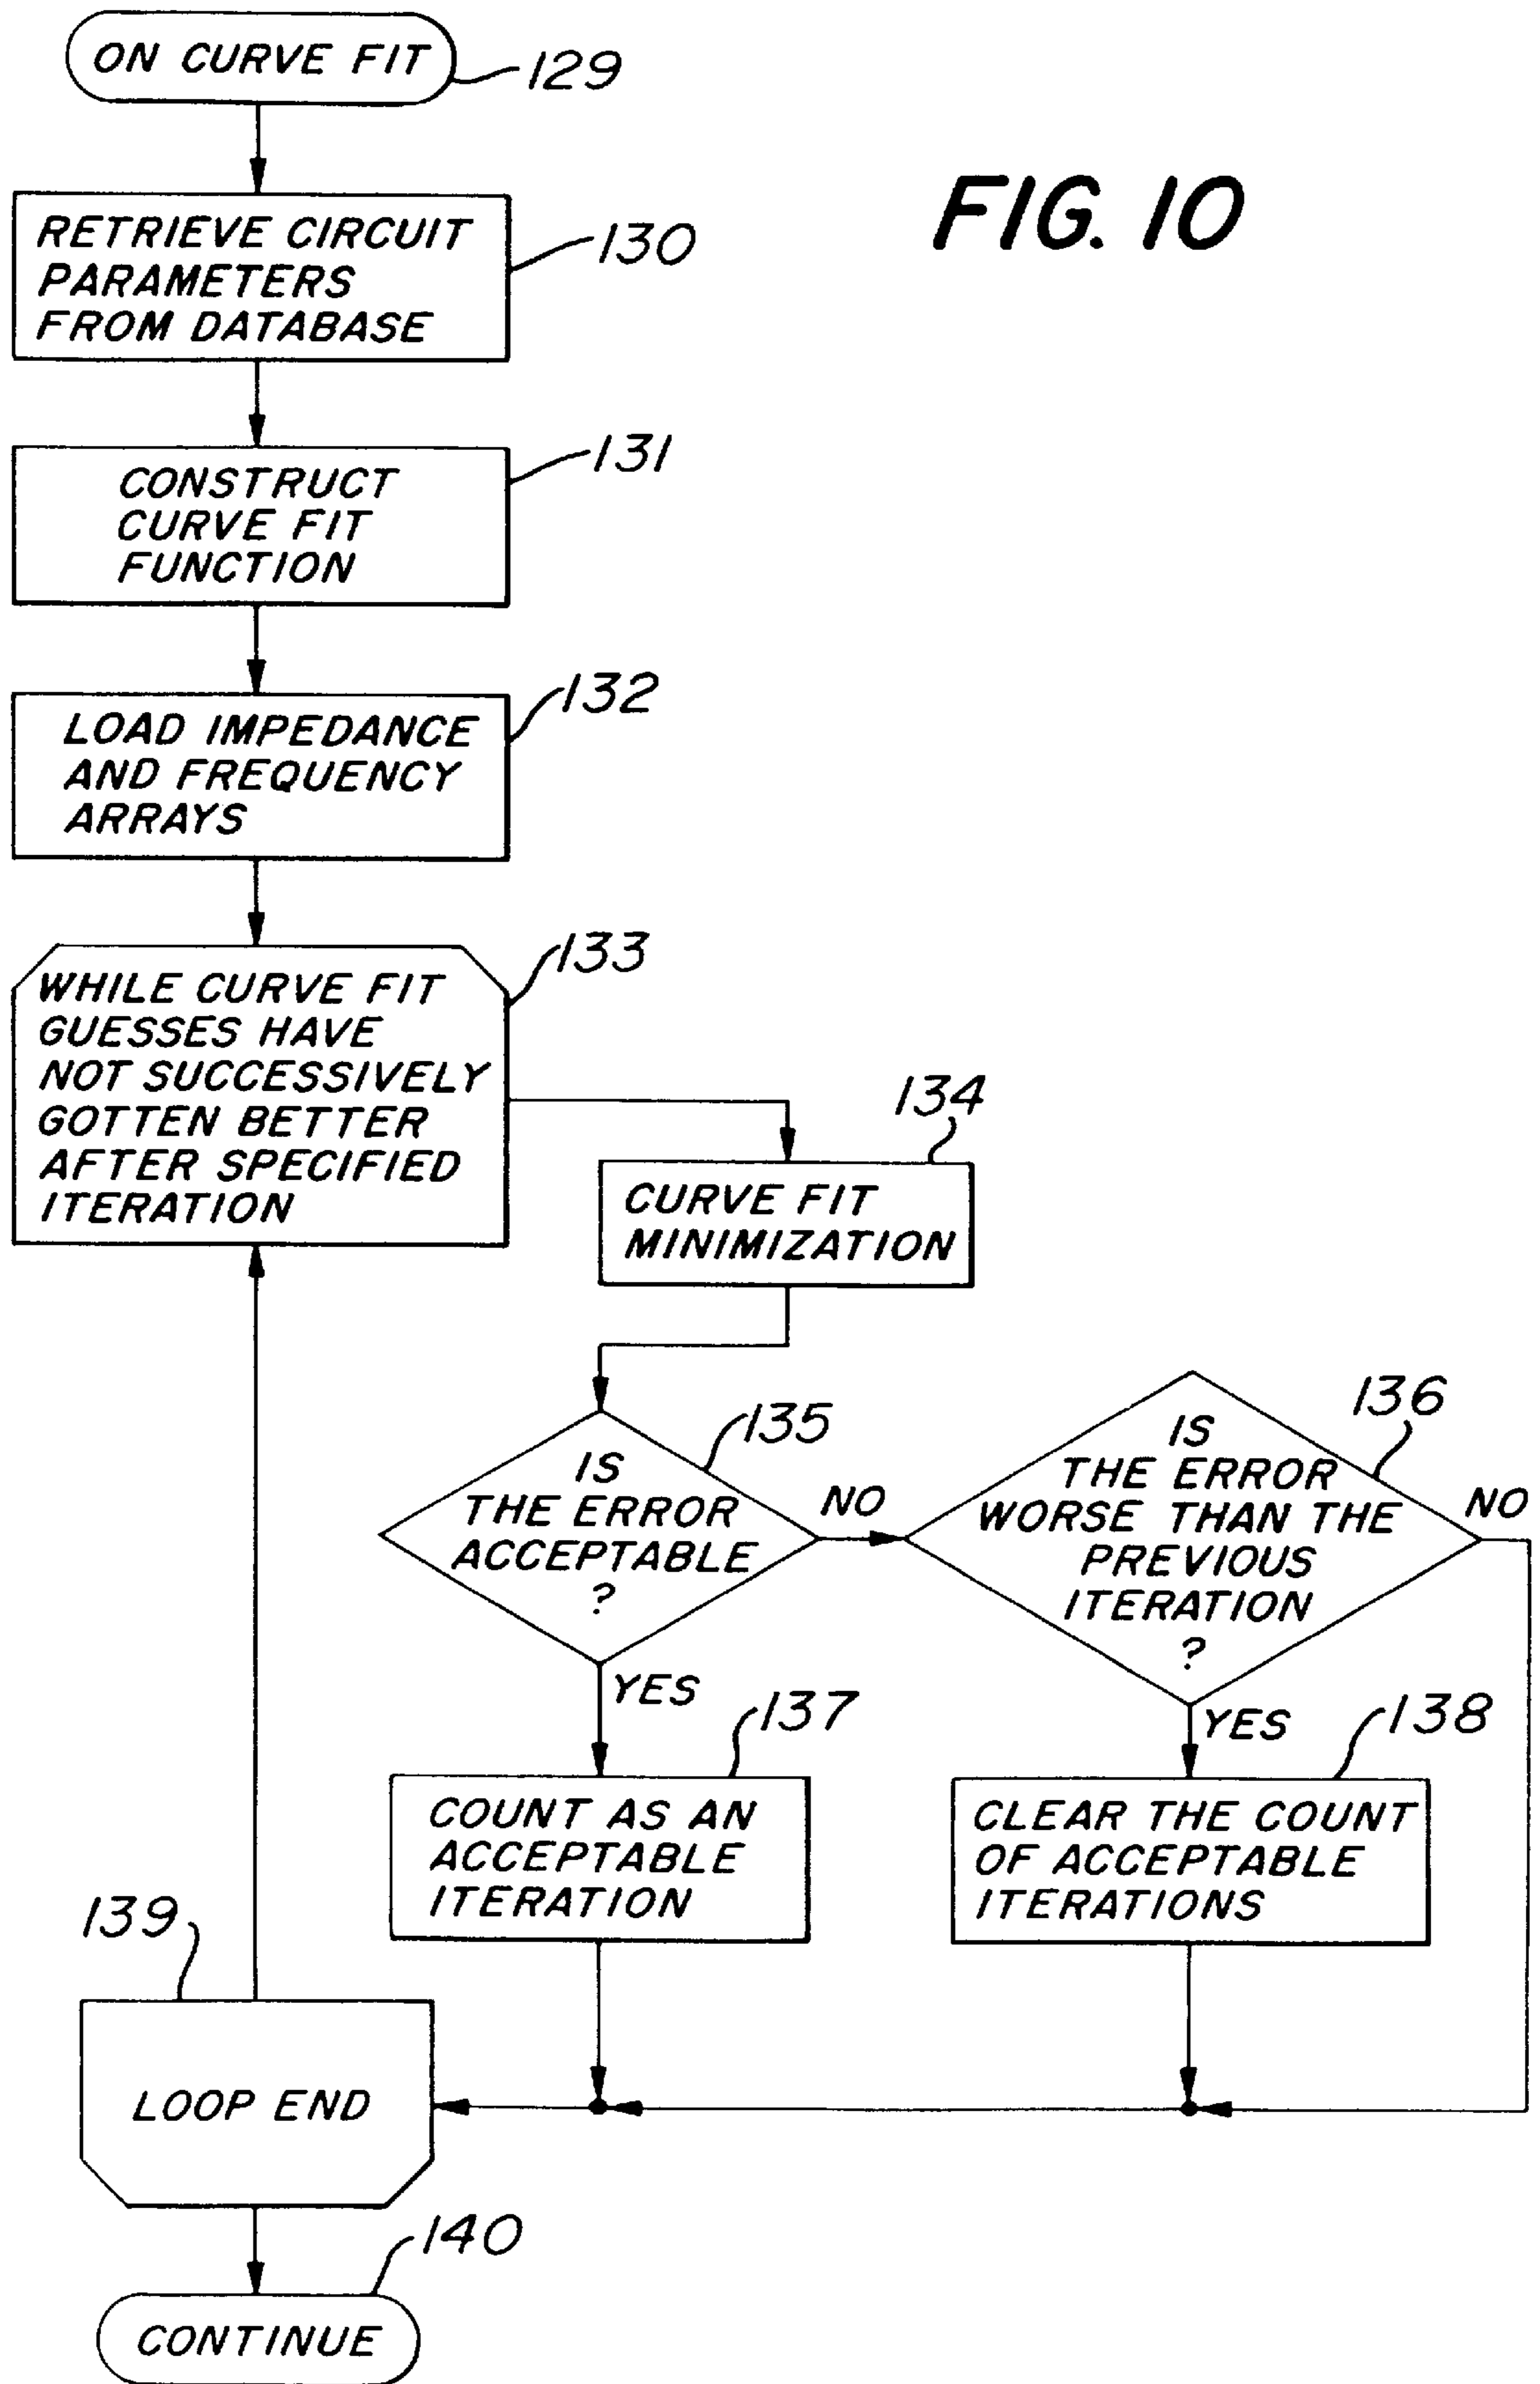 ON CURVE FIT
129
FIG. 10
RETRIEVE CIRCUIT
PARAMETERS
FROM DATABASE
130
CONSTRUCT
CURVE FIT
FUNCTION
131
LOAD IMPEDANCE
AND FREQUENCY
ARRAYS
132
WHILE CURVE FIT
GUESSES HAVE
NOT SUCCESSIVELY
GOTTEN BETTER
AFTER SPECIFIED
ITERATION
133
134
CURVE FIT
MINIMIZATION
135
IS
THE ERROR
ACCEPTABLE
?
NO
136
IS
THE ERROR
WORSE THAN THE
PREVIOUS
ITERATION
?
NO
YES
137
COUNT AS AN
ACCEPTABLE
ITERATION
YES
138
CLEAR THE COUNT
OF ACCEPTABLE
ITERATIONS
139
LOOP END
140
CONTINUE